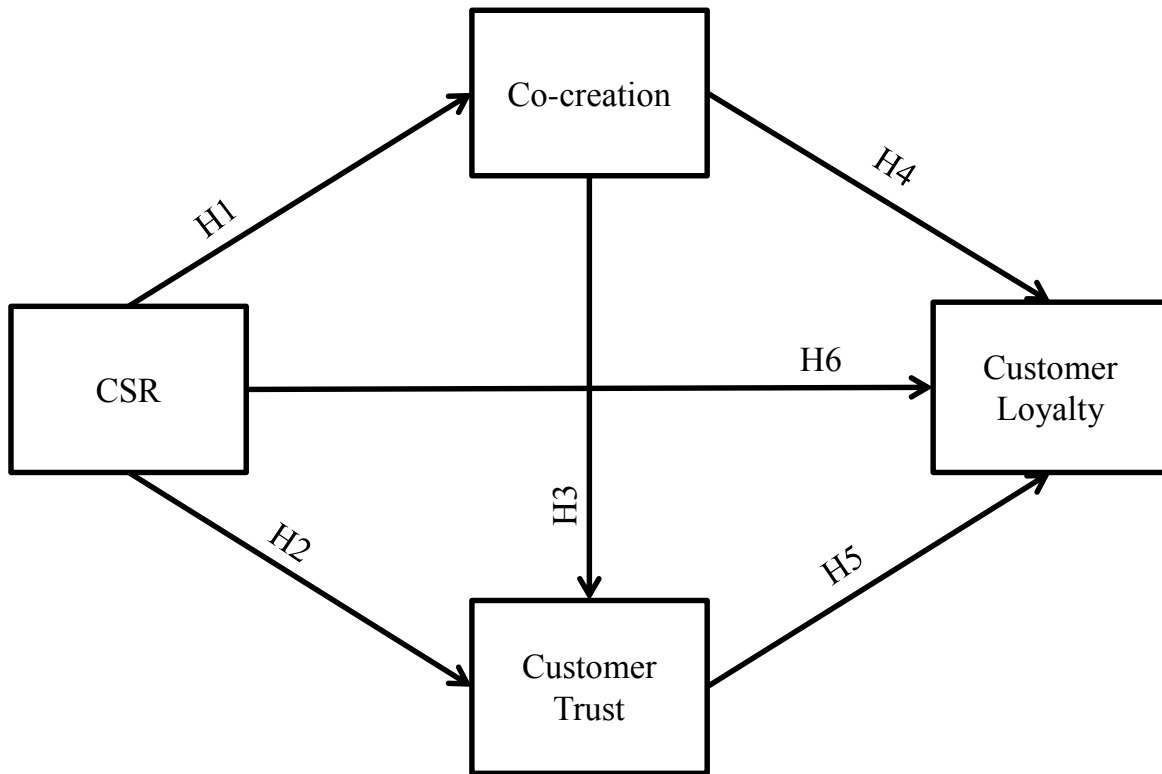 Co-creation
H1
H4
CSR
H6
Customer
Loyalty
H3
H2
H5
Customer
Trust